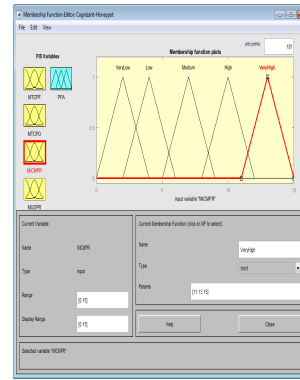 Membership Function Editor: Cognizant-Honeypot
File Edit View
FIS Variables
Membership function plots
plot points:
181
MTCPF
PFA
MTCPO
MICMPR
MUDPR
VeryLow Low Medium High VeryHigh
1
0.5
0
0 5 10 15
input variable "MICMPR"
Current Variable
Name MICMPR
Type input
Range [0 15]
Display Range [0 15]
Current Membership Function (click on MF to select)
Name VeryHigh
Type trimf
Params [11 13 15]
Help Close
Selected variable "MICMPR"